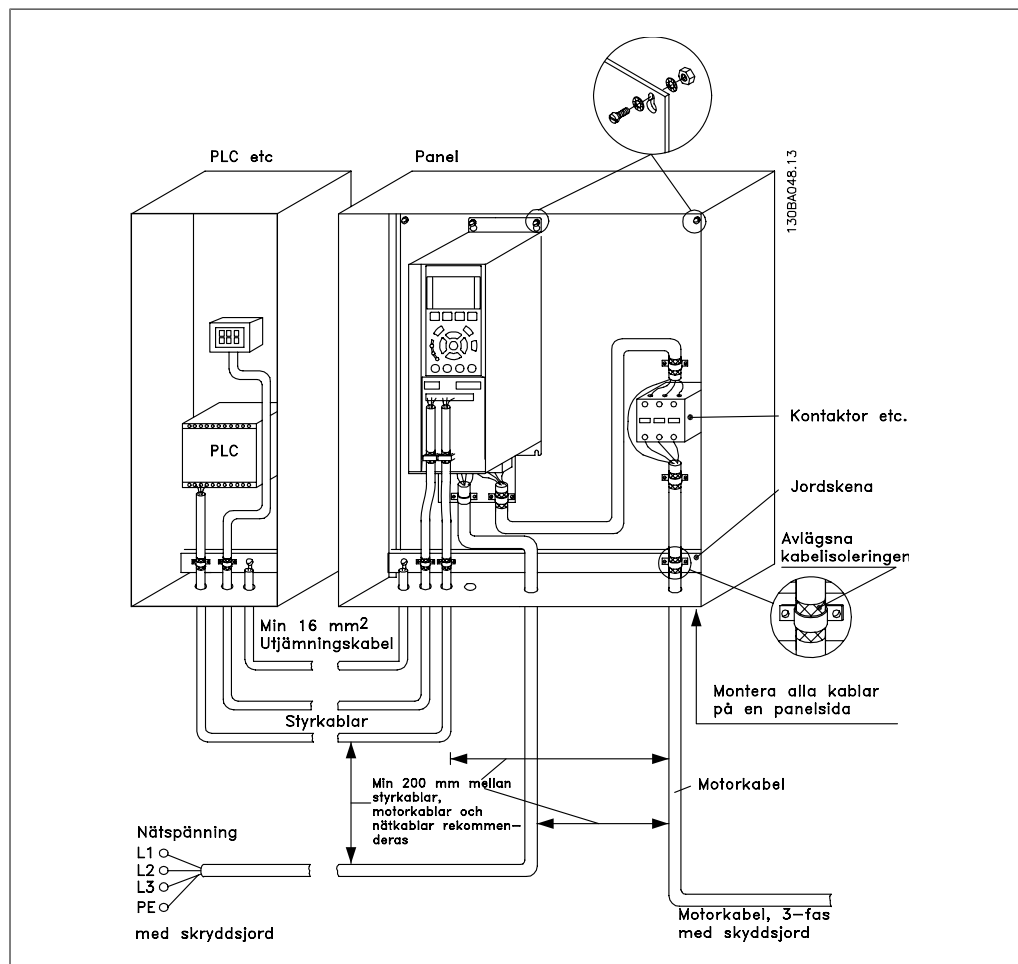 PLC etc
Panel
130BA048.13
PLC
Kontaktor etc.
Jordskena
Avlägsna
kabelisoleringen
Min 16 mm2
Utjämningskabel
Styrkablar
Montera alla kablar
på en panelsida
Min 200 mm mellan
styrkablar,
motorkablar och
nätkablar rekommen-
deras
Motorkabel
Nätspänning
L1
L2
L3
PE
med skryddsjord
Motorkabel, 3-fas
med skyddsjord